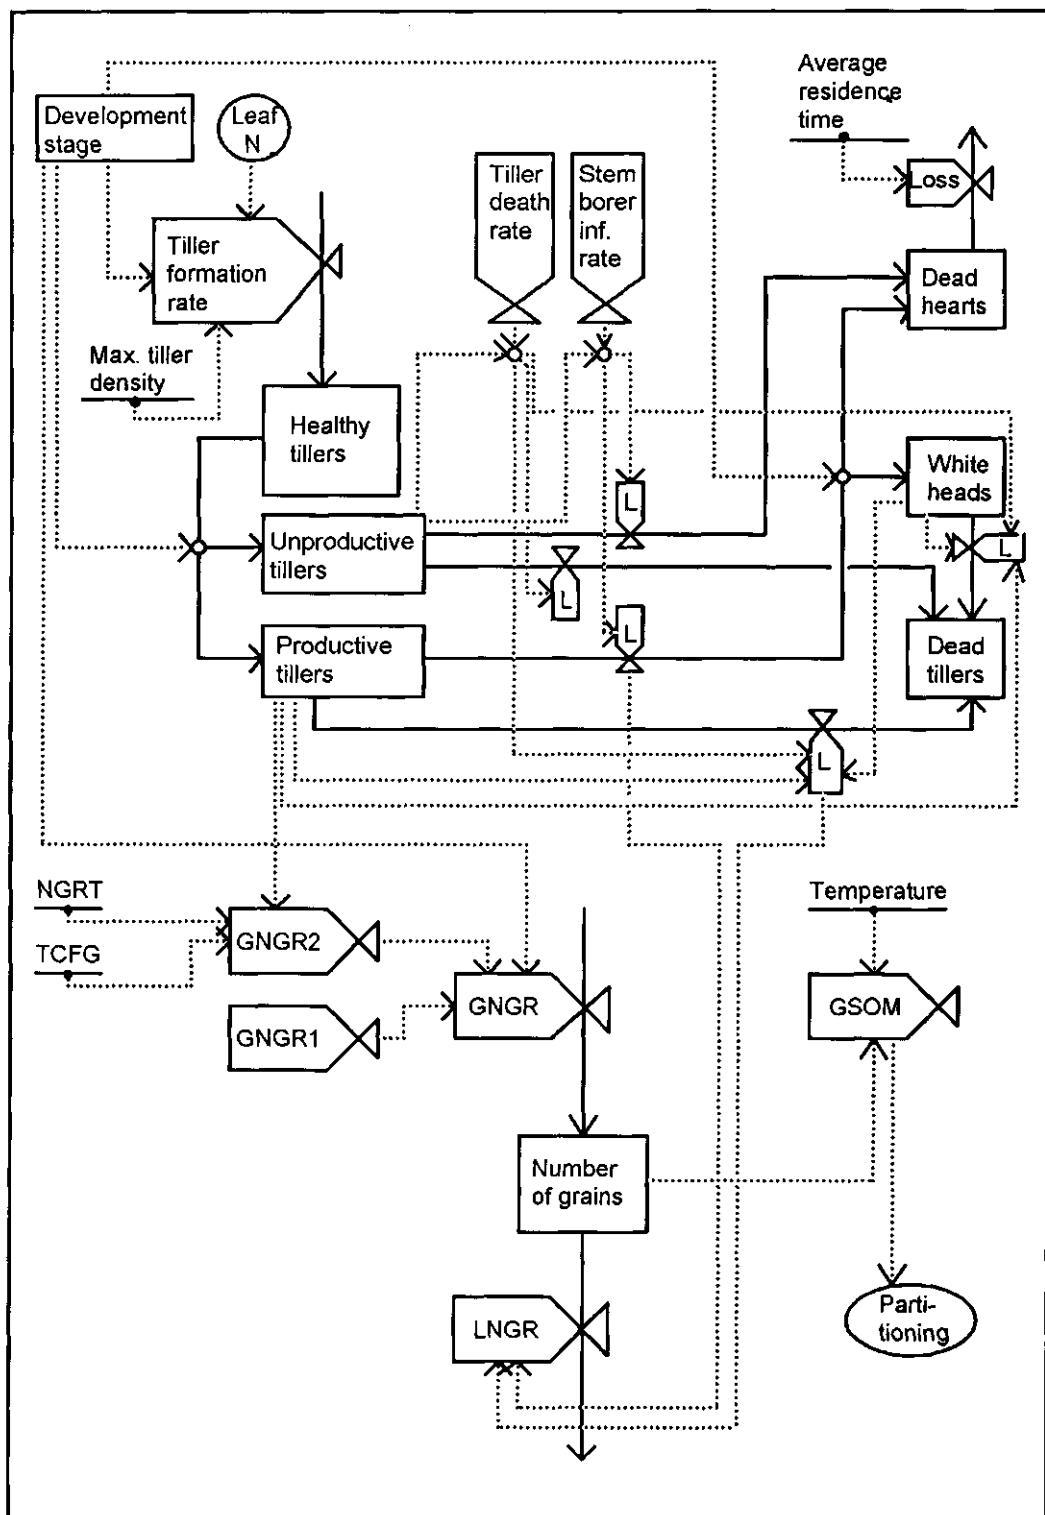 Average
residence
time
Development
stage
Leaf
N
Tiller
death
rate
Stem
borer
inf.
rate
Loss
Tiller
formation
rate
Dead
hearts
Max. tiller
density
Healthy
tillers
White
heads
L
Unproductive
tillers
L
L
L
Productive
tillers
Dead
tillers
L
NGRT
Temperature
GNGR2
TCFG
GNGR
GSOM
GNGR1
Number
of grains
LNGR
Parti-
tioning